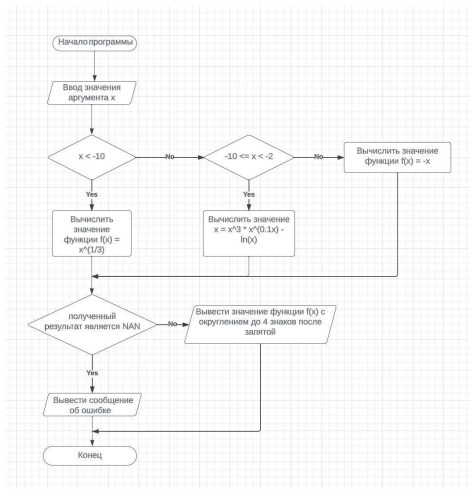 Начало программы
Ввод значения
аргумента x
x < -10
No
-10 <= x < -2
No
Вычислить значение
функции f(x) = -x
Yes
Yes
Вычислить
значение
функции f(x) =
x^(1/3)
Вычислить значение
x = x^3 * x^(0.1x) -
ln(x)
полученный
результат является NAN
No
Вывести значение функции f(x) с
округлением до 4 знаков после
запятой
Yes
Вывести сообщение
об ошибке
Конец